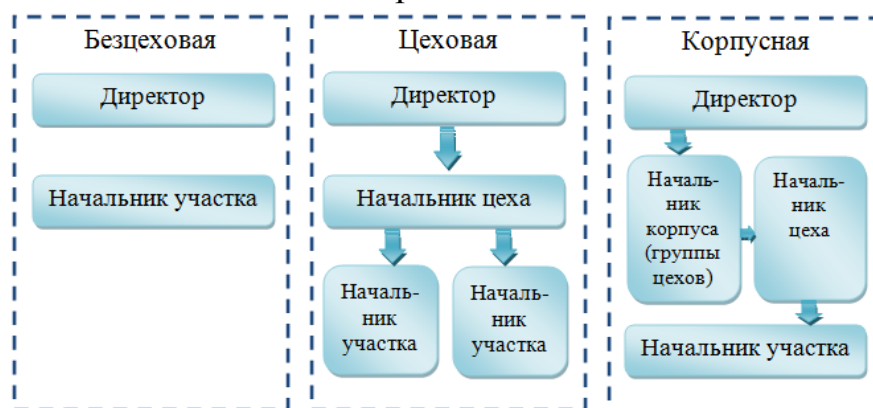 Безцеховая
Директор
Начальник участка
Цеховая
Директор
Начальник цеха
Началь-
ник
участка
Началь-
ник
участка
Корпусная
Директор
Началь-
ник
корпуса
(группы
цехов)
Началь-
ник
цеха
Начальник участка